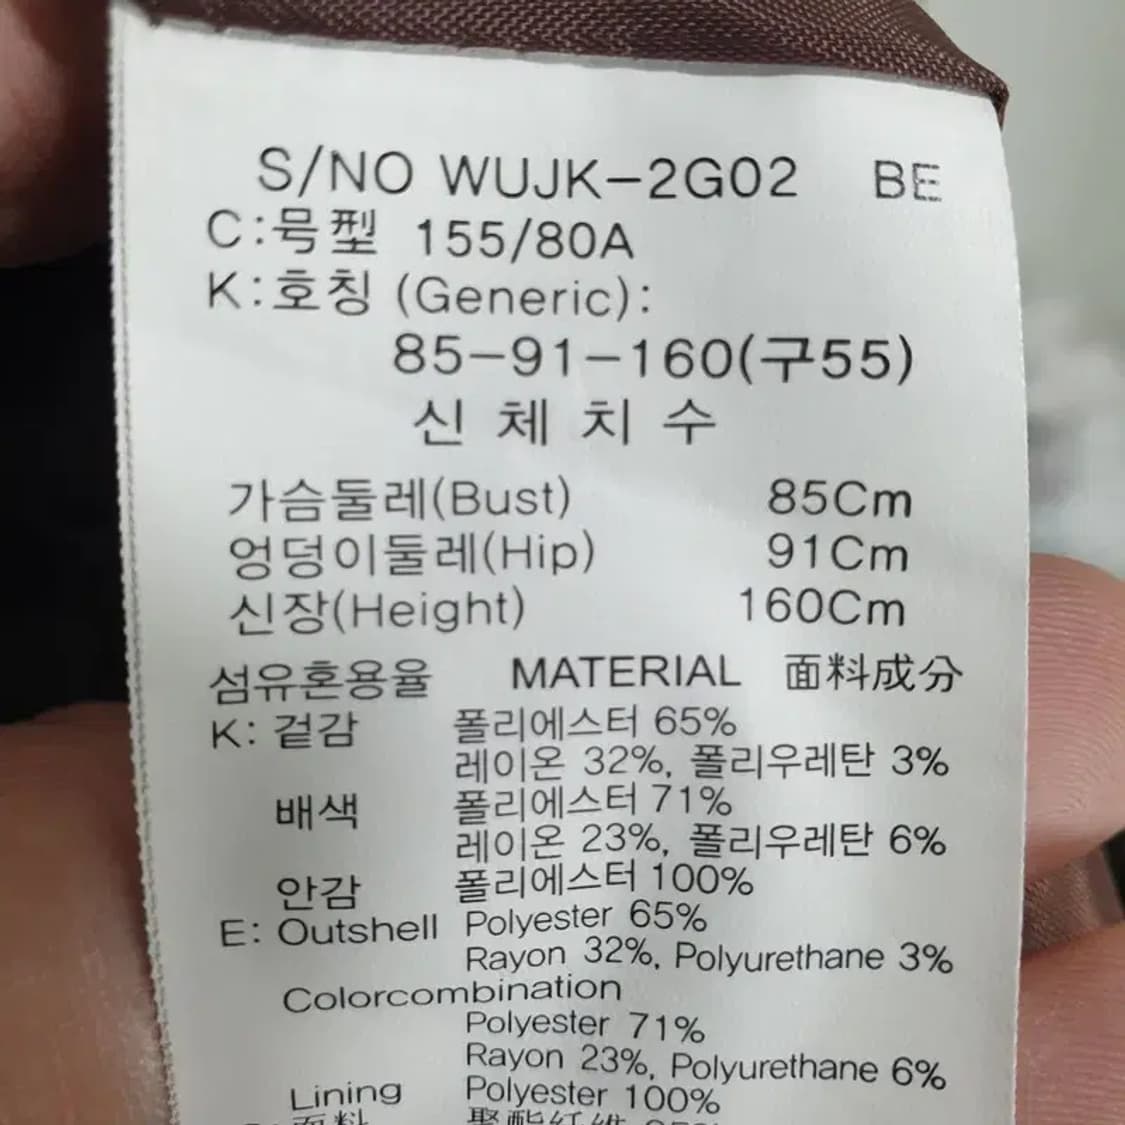 S/NO WUJK-2G02 BE
C:号型 155/80A
K:호칭 (Generic):
85-91-160(구55)
신 체 치 수
가슴둘레(Bust) 85Cm
엉덩이둘레(Hip) 91Cm
신장(Height) 160Cm
섬유혼용율 MATERIAL 面料成分
K: 겉감 폴리에스터 65%
레이온 32%, 폴리우레탄 3%
배색 폴리에스터 71%
레이온 23%, 폴리우레탄 6%
안감 폴리에스터 100%
E: Outshell Polyester 65%
Rayon 32%, Polyurethane 3%
Colorcombination
Polyester 71%
Rayon 23%, Polyurethane 6%
Lining Polyester 100%